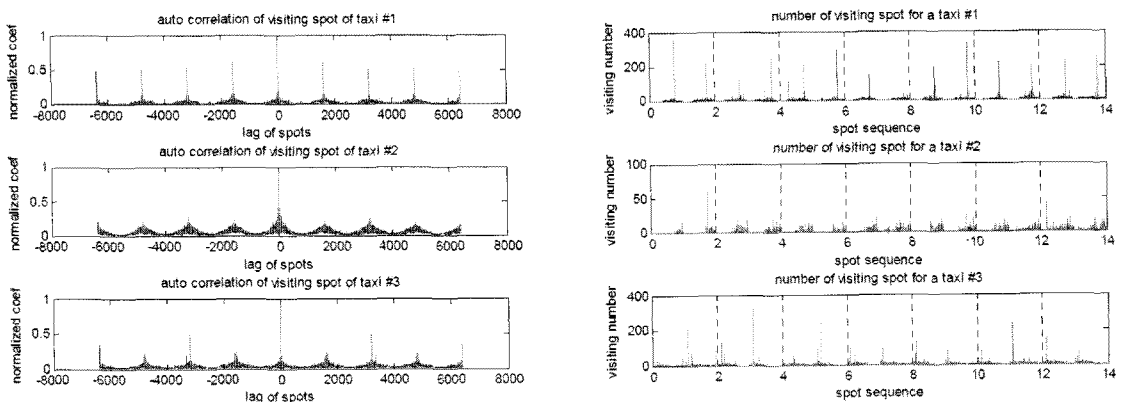 auto correlation of visiting spot of taxi #1
normalized coef
1
0.5
0
-8000 -6000 -4000 -2000 0 2000 4000 6000 8000
lag of spots
auto correlation of visiting spot of taxi #2
normalized coef
1
0.5
0
-8000 -6000 -4000 -2000 0 2000 4000 6000 8000
lag of spots
auto correlation of visiting spot of taxi #3
normalized coef
1
0.5
0
-8000 -6000 -4000 -2000 0 2000 4000 6000 8000
lag of spots
number of visiting spot for a taxi #1
visiting number
400
200
0
0 2 4 6 8 10 12 14
spot sequence
number of visiting spot for a taxi #2
visiting number
100
50
0
0 2 4 6 8 10 12 14
spot sequence
number of visiting spot for a taxi #3
visiting number
400
200
0
0 2 4 6 8 10 12 14
spot sequence